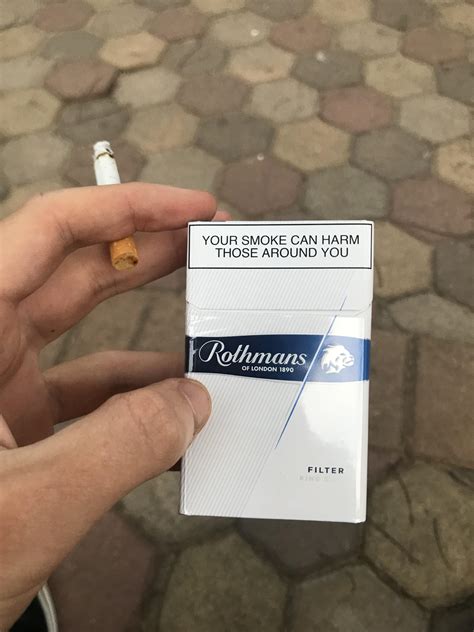 YOUR SMOKE CAN HARM
THOSE AROUND YOU
Rothmans
OF LONDON 1890
FILTER